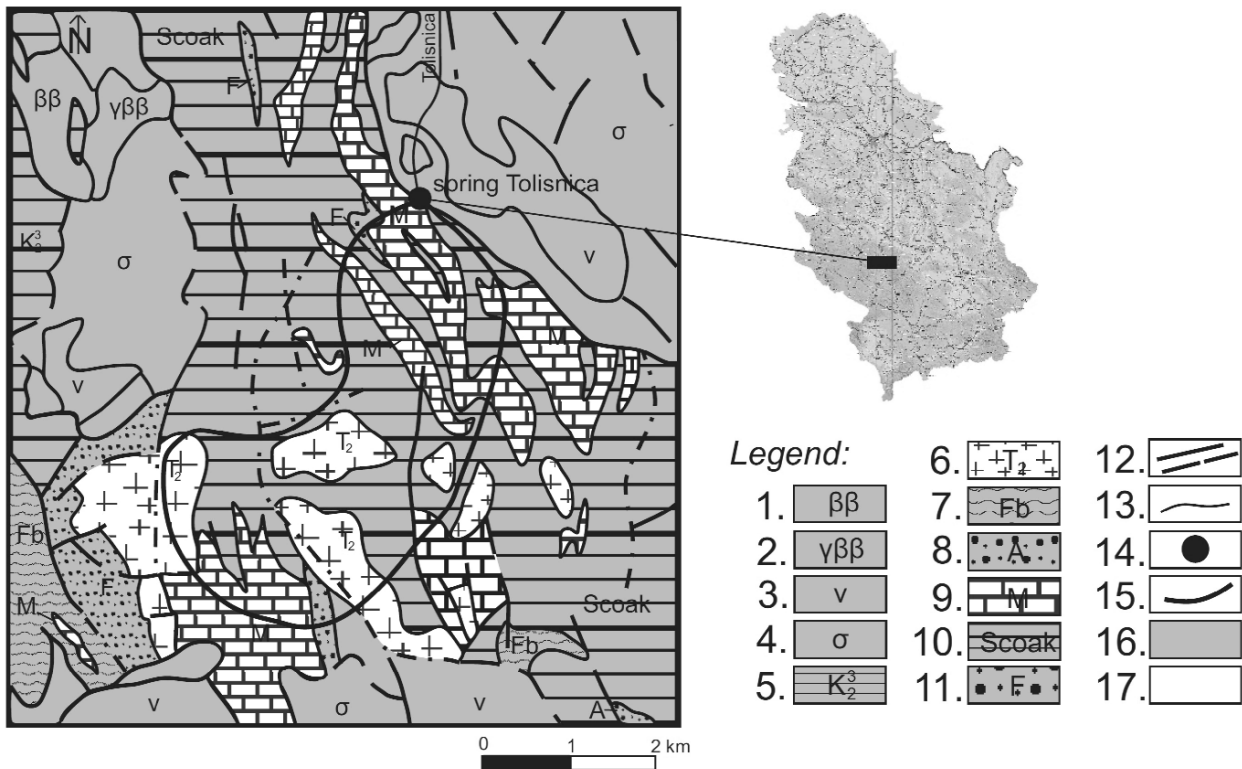 N
Scoak
Tolisnica
ββ
γββ
F
σ
spring Tolisnica
F
M
K₂³
σ
v
M
M
v
T₂
T₂
Fb
T₂
F
Scoak
M
M
Fb
v
σ
v
A
0 1 2 km
Legend:
1. ββ
2. γββ
3. v
4. σ
5. K₂³
6. T₂
7. Fb
8. A
9. M
10. Scoak
11. F
12.
13.
14.
15.
16.
17.